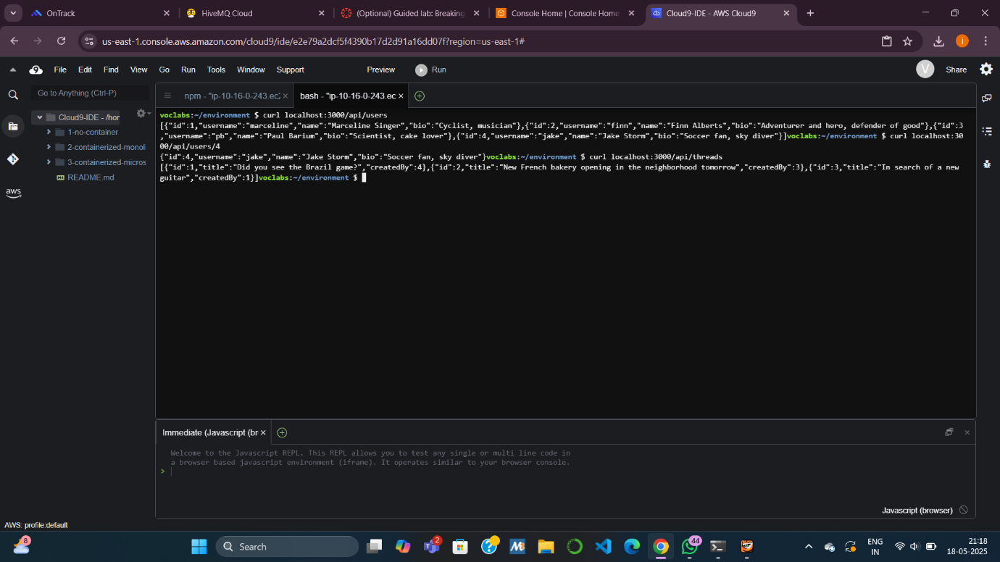 OnTrack
HiveMQ Cloud
(Optional) Guided lab: Breaking
Console Home | Console Home
Cloud9-IDE - AWS Cloud9
us-east-1.console.aws.amazon.com/cloud9/ide/e2e79a2dcf5f4390b17d2d91a16dd07f?region=us-east-1#
j
9 File Edit Find View Go Run Tools Window Support Preview Run V Share
Go to Anything (Ctrl-P)
npm - "ip-10-16-0-243.ec2
bash - "ip-10-16-0-243.ec
Cloud9-IDE - /hor
1-no-container
2-containerized-monoli
3-containerized-micros
README.md
aws
voclabs:~/environment $ curl localhost:3000/api/users
[{"id":1,"username":"marceline","name":"Marceline Singer","bio":"Cyclist, musician"},{"id":2,"username":"finn","name":"Finn Alberts","bio":"Adventurer and hero, defender of good"},{"id":3
,"username":"pb","name":"Paul Barium","bio":"Scientist, cake lover"},{"id":4,"username":"jake","name":"Jake Storm","bio":"Soccer fan, sky diver"}]voclabs:~/environment $ curl localhost:30
00/api/users/4
{"id":4,"username":"jake","name":"Jake Storm","bio":"Soccer fan, sky diver"}voclabs:~/environment $ curl localhost:3000/api/threads
[{"id":1,"title":"Did you see the Brazil game?","createdBy":4},{"id":2,"title":"New French bakery opening in the neighborhood tomorrow","createdBy":3},{"id":3,"title":"In search of a new
guitar","createdBy":1}]voclabs:~/environment $
Immediate (Javascript (br
Welcome to the Javascript REPL. This REPL allows you to test any single or multi line code in
a browser based javascript environment (iframe). It operates similar to your browser console.
>
Javascript (browser)
AWS: profile:default
8
Search
2
44
ENG
IN
21:18
18-05-2025